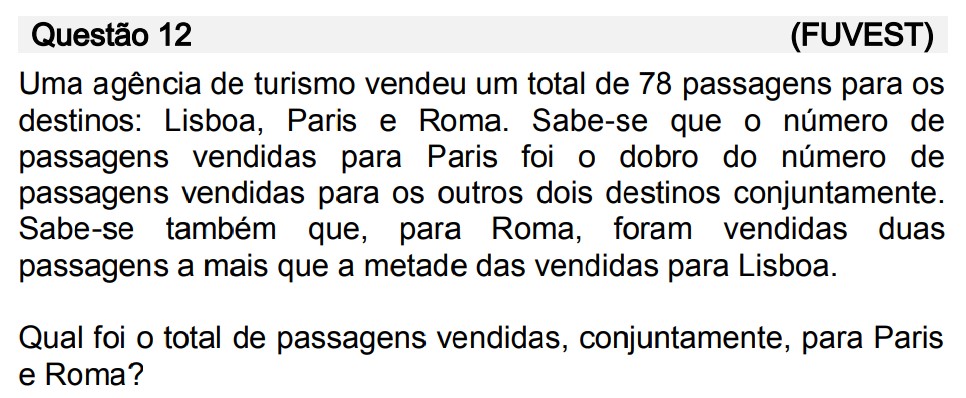 Questão 12 (FUVEST)
Uma agência de turismo vendeu um total de 78 passagens para os
destinos: Lisboa, Paris e Roma. Sabe-se que o número de
passagens vendidas para Paris foi o dobro do número de
passagens vendidas para os outros dois destinos conjuntamente.
Sabe-se também que, para Roma, foram vendidas duas
passagens a mais que a metade das vendidas para Lisboa.
Qual foi o total de passagens vendidas, conjuntamente, para Paris
e Roma?